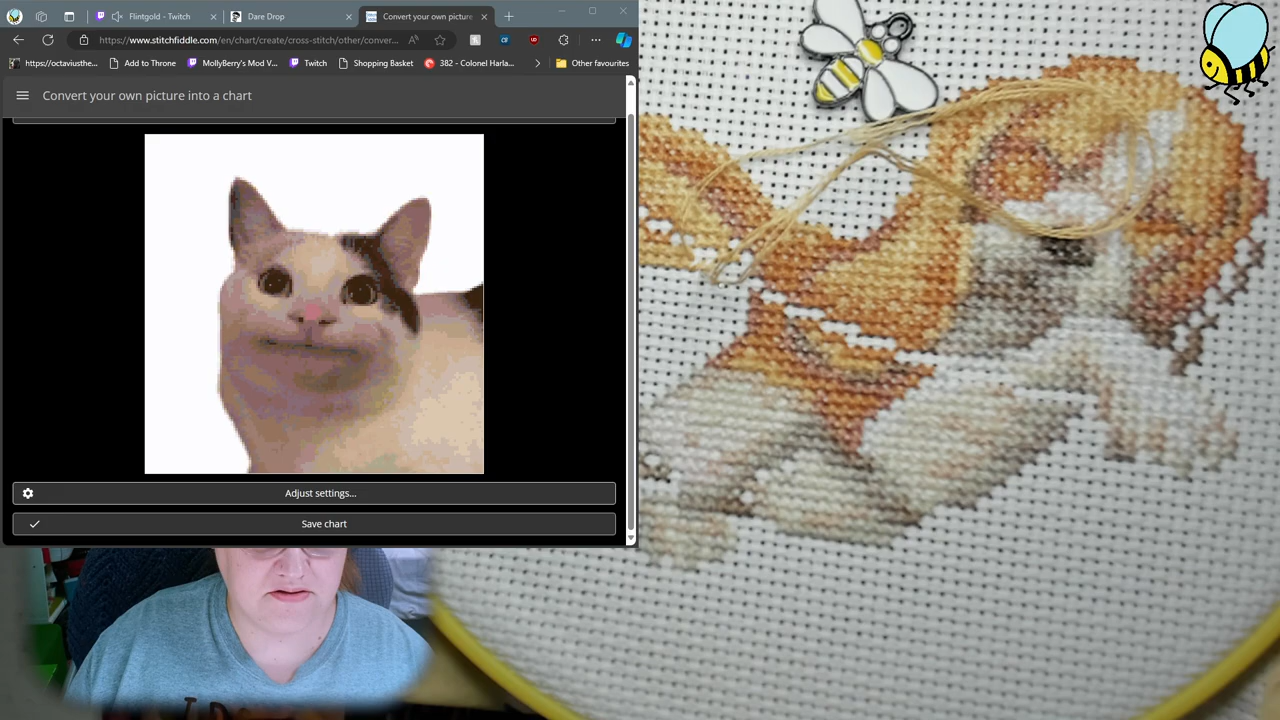 Flintgold - Twitch
Dare Drop
Convert your own picture
https://www.stitchfiddle.com/en/chart/create/cross-stitch/other/conver...
https://octaviusthe...
Add to Throne
MollyBerry's Mod V...
Twitch
Shopping Basket
382 - Colonel Harla...
Other favourites
Convert your own picture into a chart
Adjust settings...
Save chart